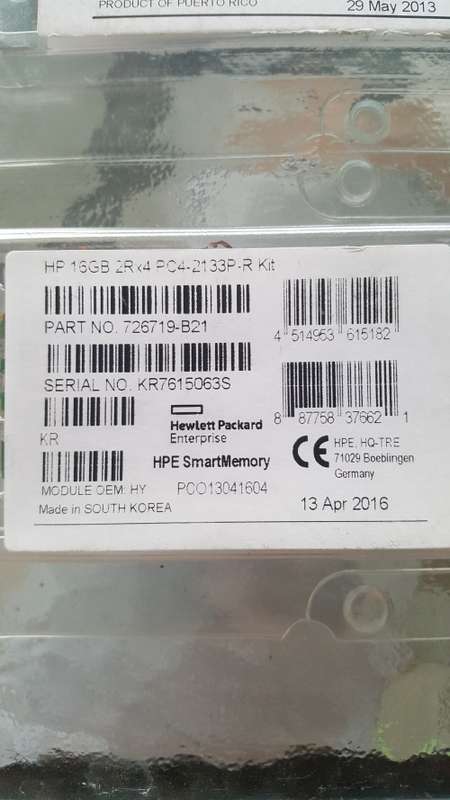 PRODUCT OF PUERTO RICO
29 May 2013
HP 16GB 2Rx4 PC4-2133P-R Kit
PART NO. 726719-B21
4 514953 615182
SERIAL NO. KR7615063S
8 87758 37662 1
KR
Hewlett Packard
Enterprise
HPE SmartMemory
CE
HPE, HQ-TRE
71029 Boeblingen
Germany
MODULE OEM: HY
POO13041604
Made in SOUTH KOREA
13 Apr 2016